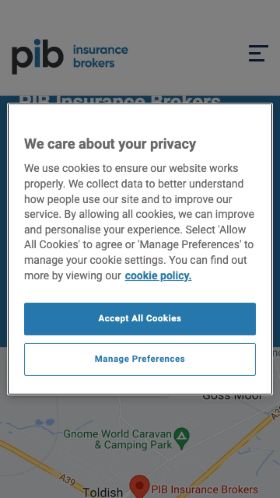 pib insurance
brokers
PIB Insurance Brokers
We care about your privacy
We use cookies to ensure our website works
properly. We collect data to better understand
how people use our site and to improve our
service. By allowing all cookies, we can improve
and personalise your experience. Select 'Allow
All Cookies' to agree or 'Manage Preferences' to
manage your cookie settings. You can find out
more by viewing our cookie policy.
Accept All Cookies
Manage Preferences
Goss Moor
Gnome World Caravan
& Camping Park
A39
A30
Toldish
PIB Insurance Brokers